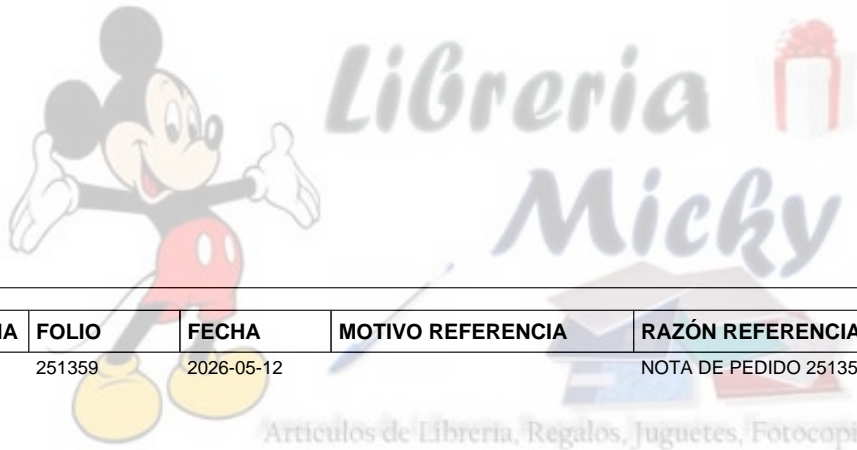 Libreria
Micky
IA FOLIO FECHA MOTIVO REFERENCIA RAZÓN REFERENCIA
251359 2026-05-12 NOTA DE PEDIDO 25135
Articulos de Libreria, Regalos, Juguetes, Fotocopi